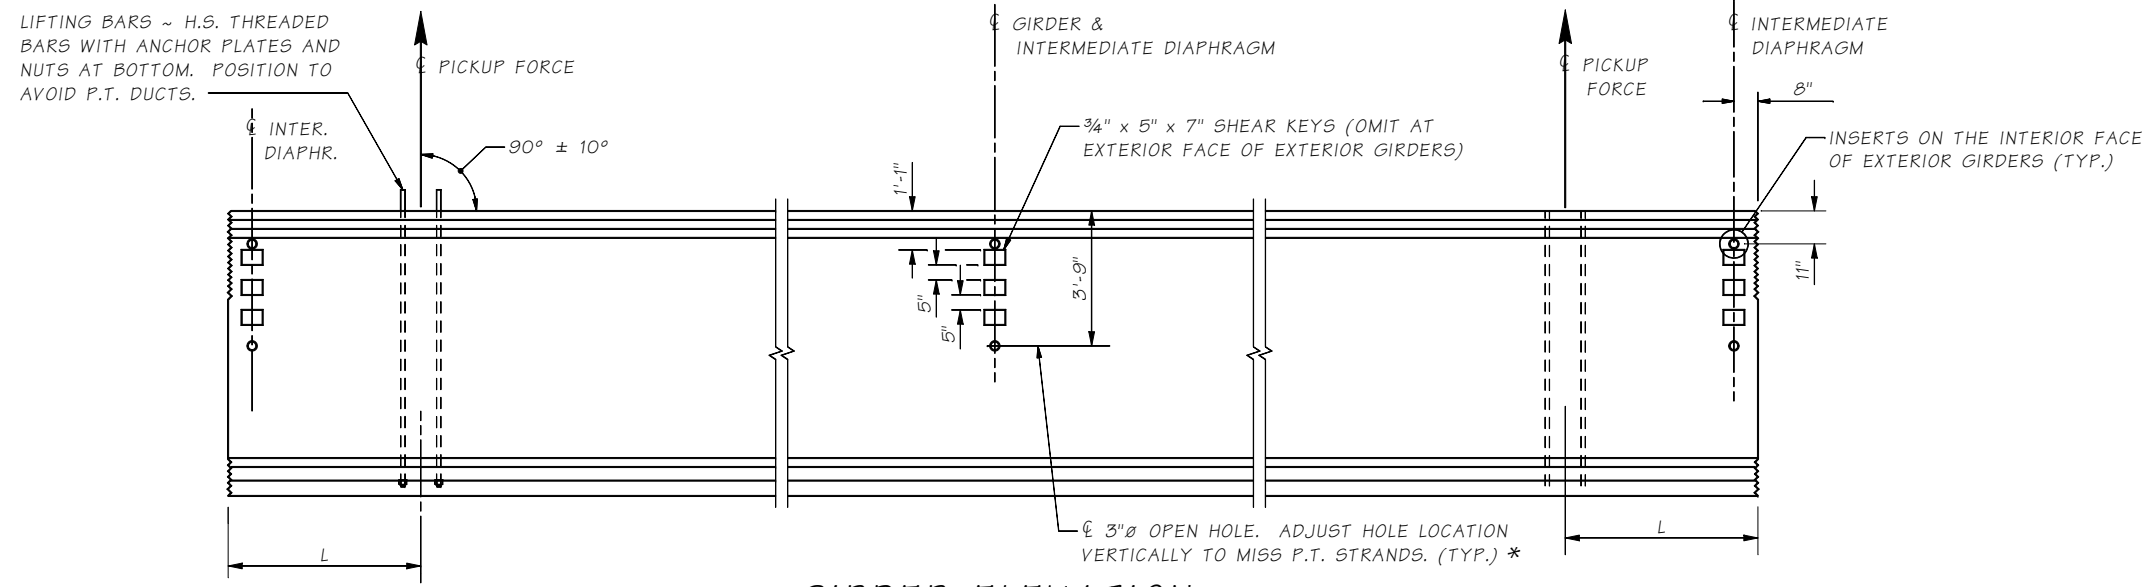 LIFTING BARS ~ H.S. THREADED
BARS WITH ANCHOR PLATES AND
NUTS AT BOTTOM. POSITION TO
AVOID P.T. DUCTS.
℄ PICKUP FORCE
℄ INTER.
DIAPHR.
90° ± 10°
℄ GIRDER &
INTERMEDIATE DIAPHRAGM
¾" x 5" x 7" SHEAR KEYS (OMIT AT
EXTERIOR FACE OF EXTERIOR GIRDERS)
℄ PICKUP
FORCE
℄ INTERMEDIATE
DIAPHRAGM
8"
INSERTS ON THE INTERIOR FACE
OF EXTERIOR GIRDERS (TYP.)
1'-1"
5"
5"
3'-9"
11"
℄ 3"ø OPEN HOLE. ADJUST HOLE LOCATION
VERTICALLY TO MISS P.T. STRANDS. (TYP.) *
L
L